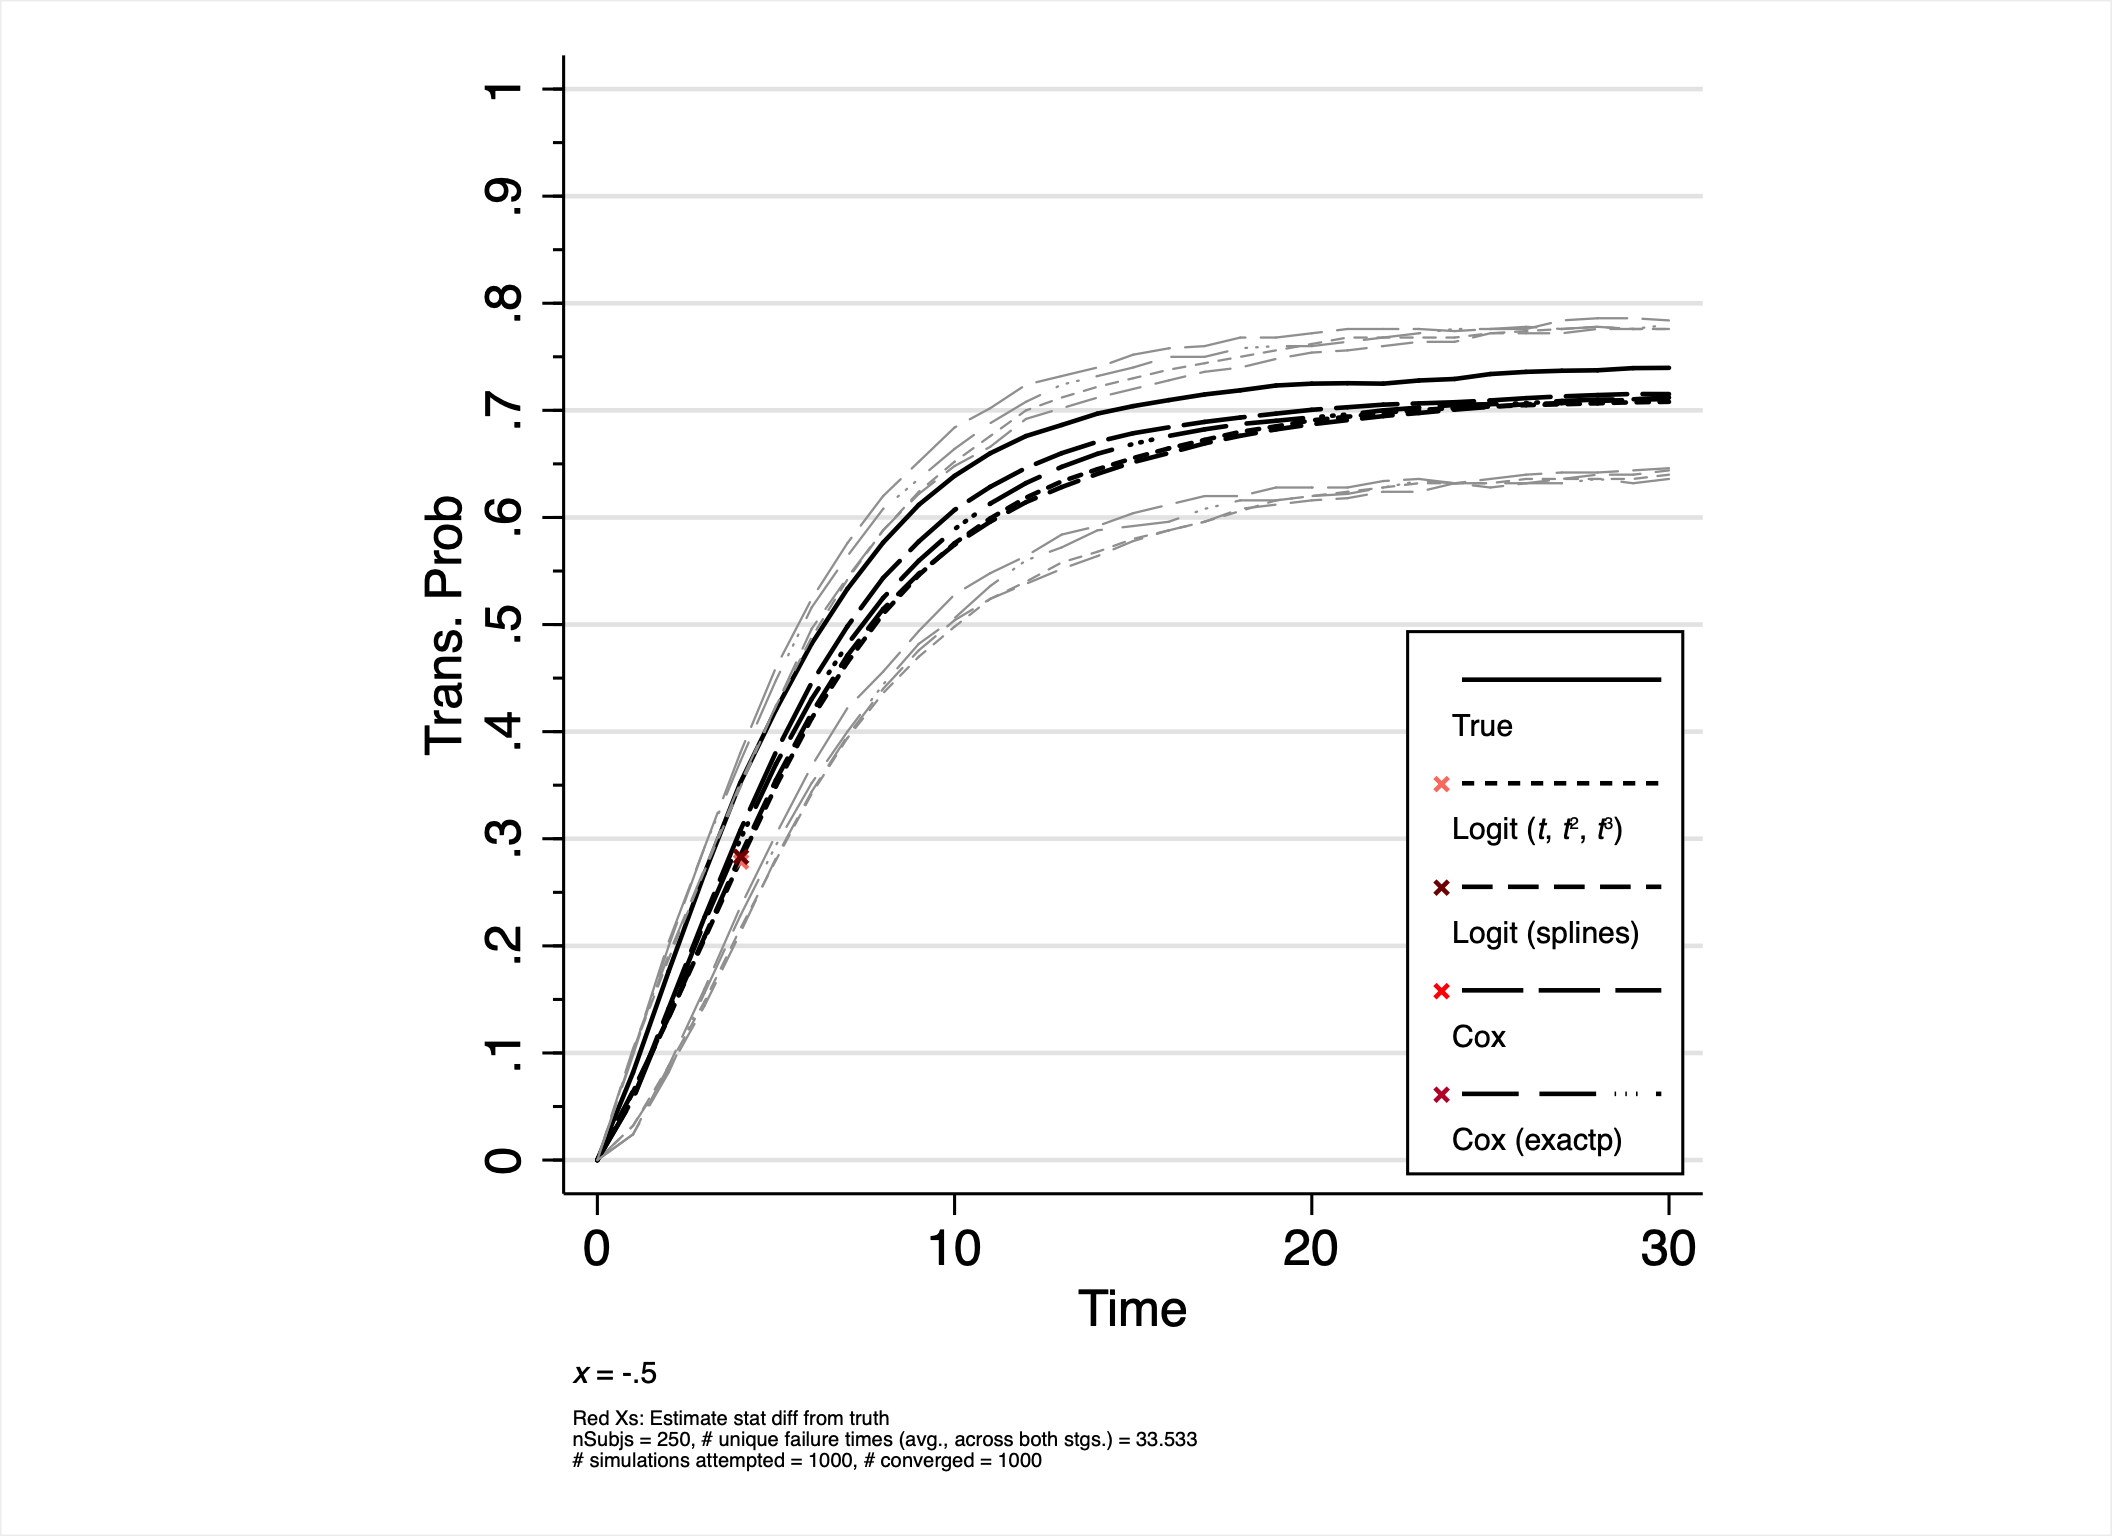 1
.9
.8
.7
.6
.5
.4
.3
.2
.1
0
Trans. Prob
True
Logit (t, t², t³)
Logit (splines)
Cox
Cox (exactp)
0 10 20 30
Time
x = -.5
Red Xs: Estimate stat diff from truth
nSubjs = 250, # unique failure times (avg., across both stgs.) = 33.533
# simulations attempted = 1000, # converged = 1000